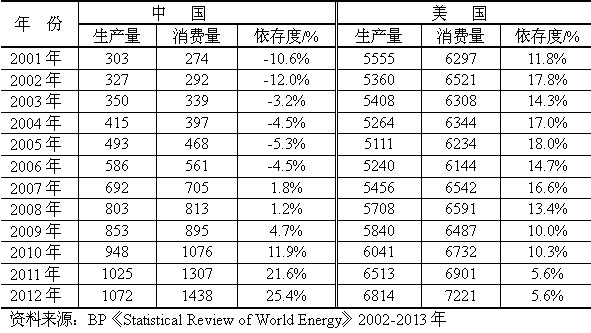 年 份 中 国 美 国
生产量 消费量 依存度/% 生产量 消费量 依存度/%
2001 年 303 274 -10.6% 5555 6297 11.8%
2002 年 327 292 -12.0% 5360 6521 17.8%
2003 年 350 339 -3.2% 5408 6308 14.3%
2004 年 415 397 -4.5% 5264 6344 17.0%
2005 年 493 468 -5.3% 5111 6234 18.0%
2006 年 586 561 -4.5% 5240 6144 14.7%
2007 年 692 705 1.8% 5456 6542 16.6%
2008 年 803 813 1.2% 5708 6591 13.4%
2009 年 853 895 4.7% 5840 6487 10.0%
2010 年 948 1076 11.9% 6041 6732 10.3%
2011 年 1025 1307 21.6% 6513 6901 5.6%
2012 年 1072 1438 25.4% 6814 7221 5.6%
资料来源：BP《Statistical Review of World Energy》2002-2013 年